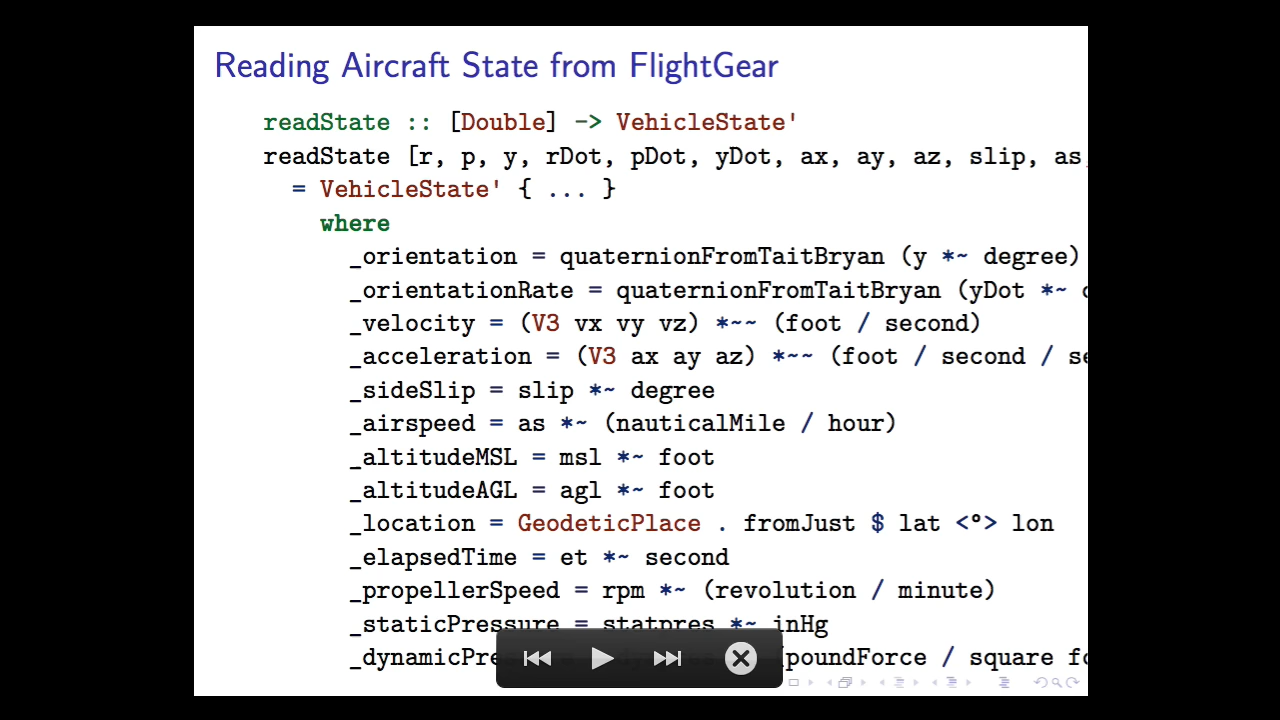 Reading Aircraft State from FlightGear
readState :: [Double] -> VehicleState'
readState [r, p, y, rDot, pDot, yDot, ax, ay, az, slip, as,
= VehicleState' { ... }
where
_orientation = quaternionFromTaitBryan (y *~ degree)
_orientationRate = quaternionFromTaitBryan (yDot *~
_velocity = (V3 vx vy vz) *~~ (foot / second)
_acceleration = (V3 ax ay az) *~~ (foot / second /
_sideSlip = slip *~ degree
_airspeed = as *~ (nauticalMile / hour)
_altitudeMSL = msl *~ foot
_altitudeAGL = agl *~ foot
_location = GeodeticPlace . fromJust $ lat <°> lon
_elapsedTime = et *~ second
_propellerSpeed = rpm *~ (revolution / minute)
_staticPressure = statpres *~ inHg
(poundForce / square